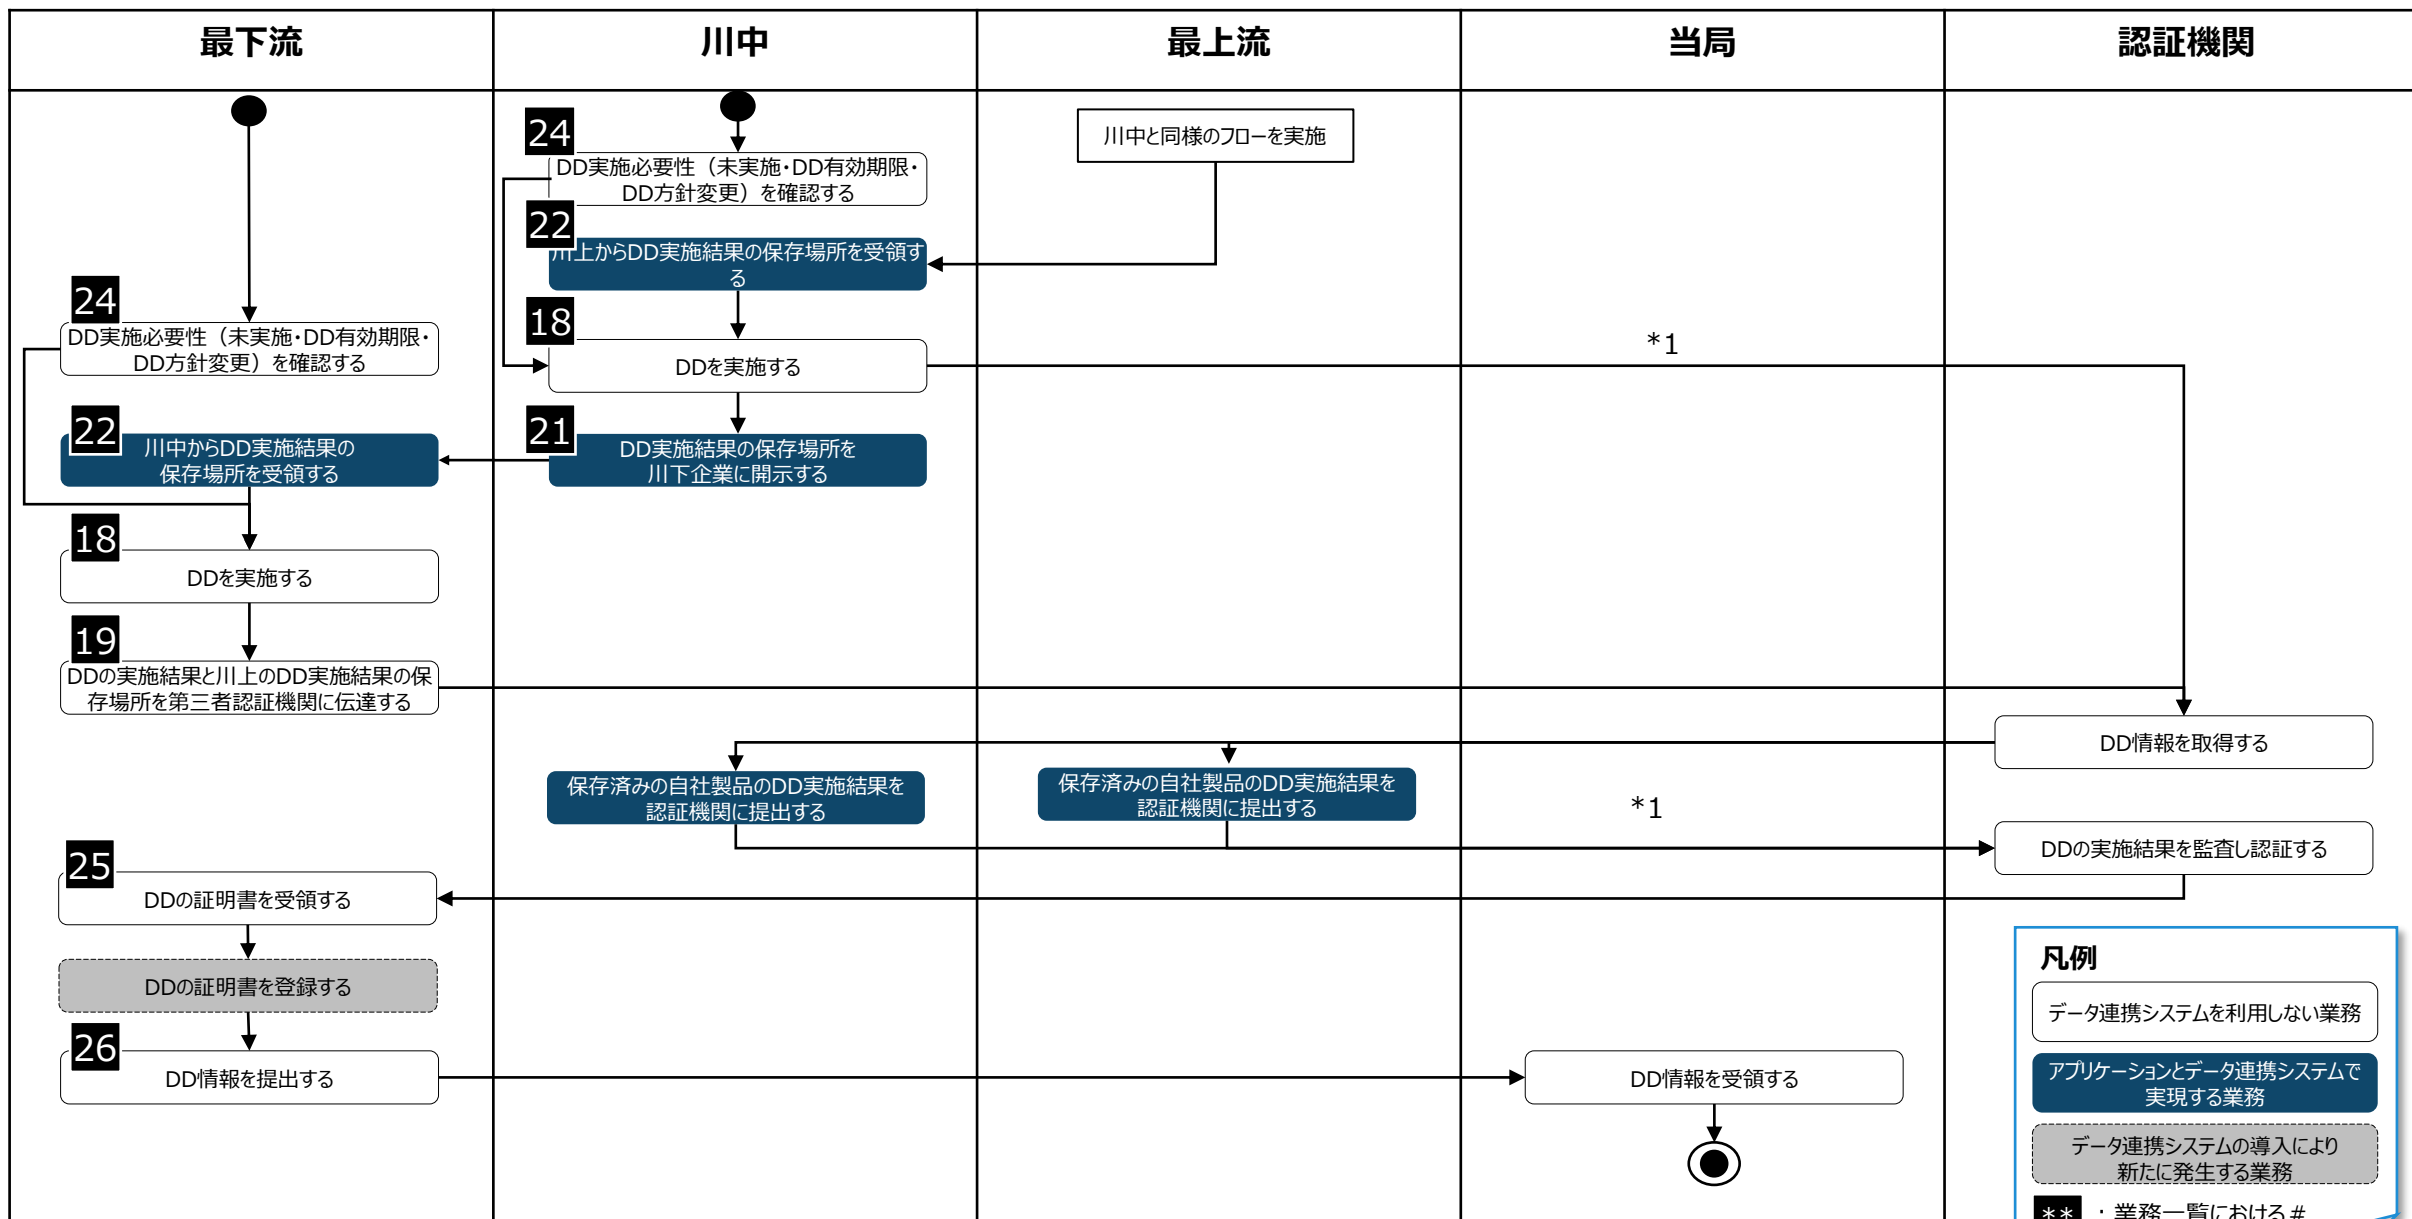 最下流
川中
最上流
当局
認証機関
24
DD実施必要性（未実施・DD有効期限・
DD方針変更）を確認する
22
川中からDD実施結果の
保存場所を受領する
18
DDを実施する
19
DDの実施結果と川上のDD実施結果の保
存場所を第三者認証機関に伝達する
25
DDの証明書を受領する
DDの証明書を登録する
26
DD情報を提出する
24
DD実施必要性（未実施・DD有効期限・
DD方針変更）を確認する
22
川上からDD実施結果の保存場所を受領す
る
18
DDを実施する
21
DD実施結果の保存場所を
川下企業に開示する
保存済みの自社製品のDD実施結果を
認証機関に提出する
川中と同様のフローを実施
保存済みの自社製品のDD実施結果を
認証機関に提出する
*1
*1
DD情報を受領する
DD情報を取得する
DDの実施結果を監査し認証する
凡例
データ連携システムを利用しない業務
アプリケーションとデータ連携システムで
実現する業務
データ連携システムの導入により
新たに発生する業務
** ：業務一覧における#